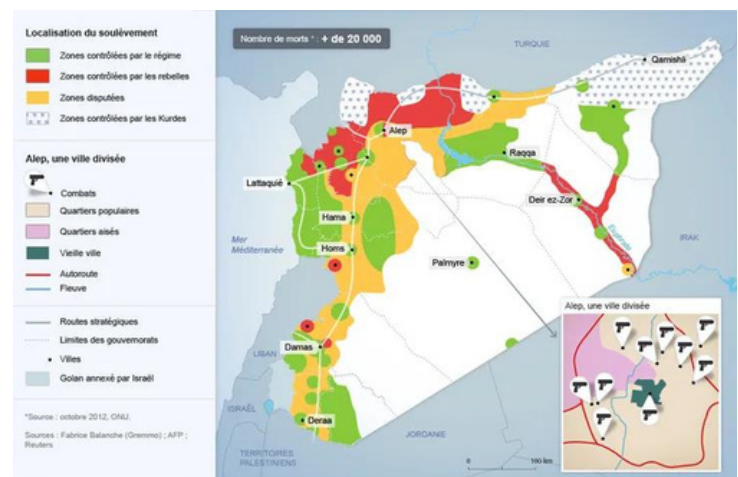 Localisation du soulèvement
Zones contrôlées par le régime
Zones contrôlées par les rebelles
Zones disputées
Zones contrôlées par les Kurdes
Alep, une ville divisée
Combats
Quartiers populaires
Quartiers aisés
Vieille ville
Autoroute
Fleuve
Routes stratégiques
Limites des gouvernorats
Villes
Golan annexé par Israël
*Source : octobre 2012, ONU.
Sources : Fabrice Balanche (Gremmo) ; AFP ;
Reuters
Nombre de morts * : + de 20 000
TURQUIE
Qamishli
Alep
Raqqa
Lattaquié
Deir ez-Zor
Hama
Mer
Méditerranée
Homs
Euphrate
IRAK
Palmyre
LIBAN
Damas
ISRAËL
Deraa
JORDANIE
TERRITOIRES
PALESTINIENS
0
100 km
Alep, une ville divisée